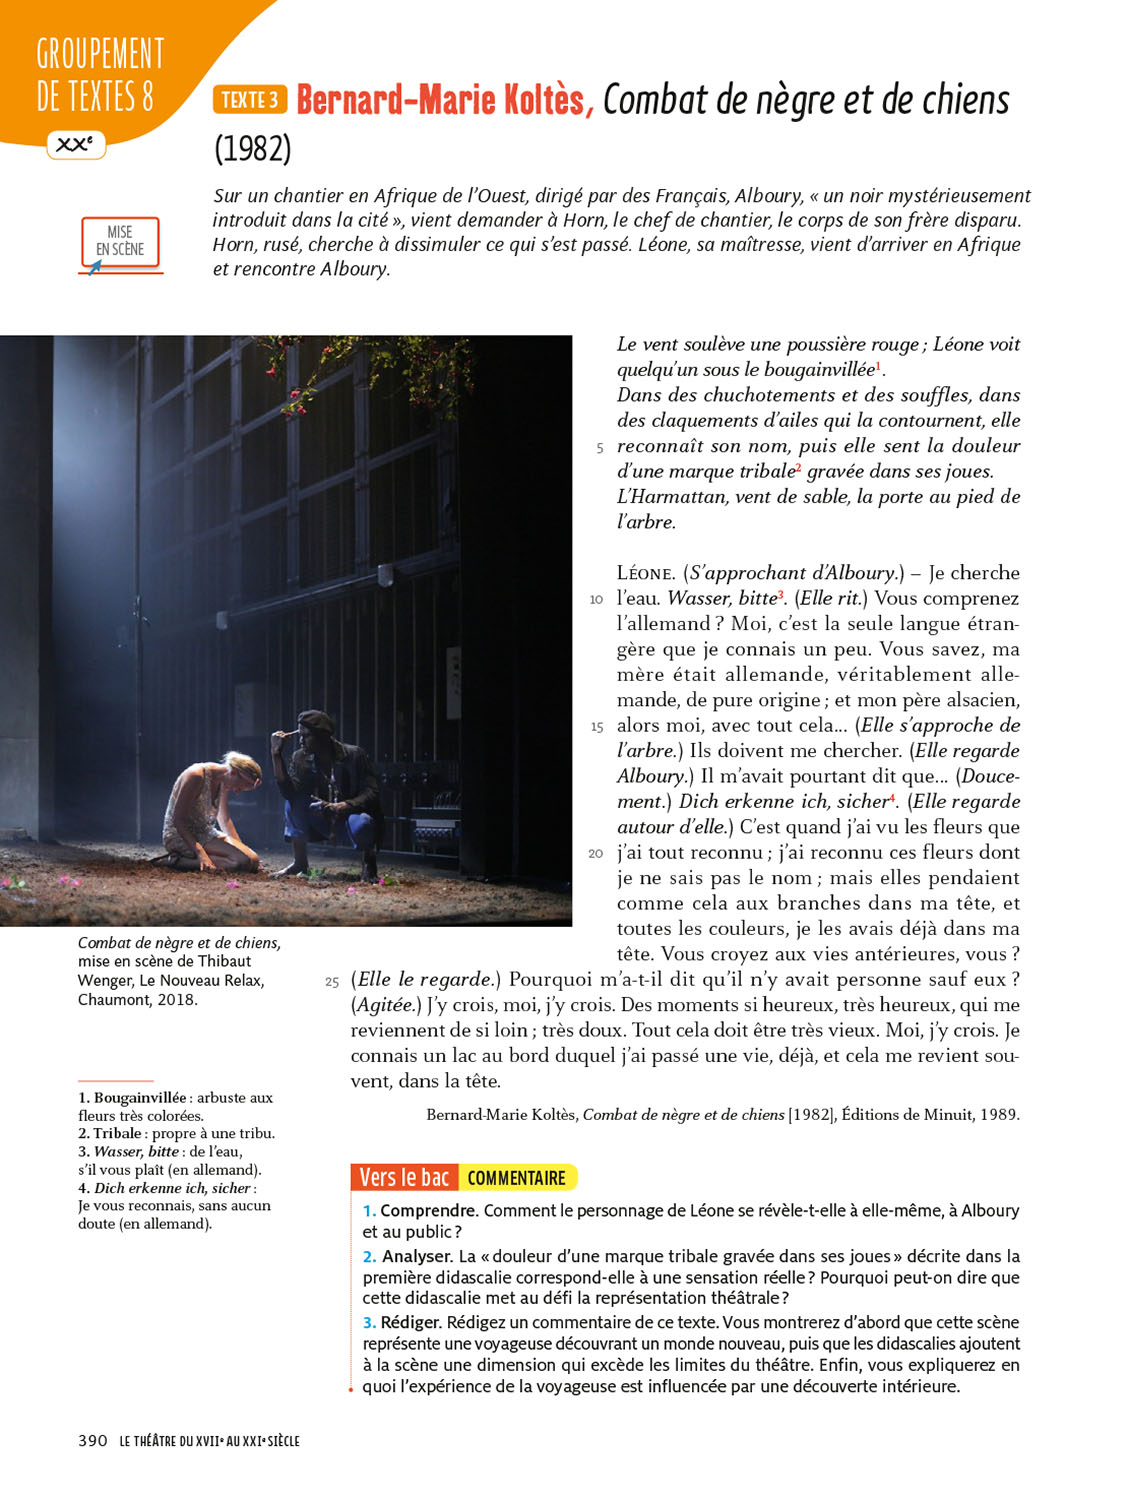 GROUPEMENT
DE TEXTES 8
XXe
TEXTE 3 Bernard-Marie Koltès, Combat de nègre et de chiens
(1982)
MISE
EN SCÈNE
Sur un chantier en Afrique de l'Ouest, dirigé par des Français, Alboury, « un noir mystérieusement
introduit dans la cité », vient demander à Horn, le chef de chantier, le corps de son frère disparu.
Horn, rusé, cherche à dissimuler ce qui s'est passé. Léone, sa maîtresse, vient d'arriver en Afrique
et rencontre Alboury.
Le vent soulève une poussière rouge ; Léone voit
quelqu'un sous le bougainvillée1.
Dans des chuchotements et des souffles, dans
des claquements d'ailes qui la contournent, elle
5 reconnaît son nom, puis elle sent la douleur
d'une marque tribale2 gravée dans ses joues.
L'Harmattan, vent de sable, la porte au pied de
l'arbre.
LÉONE. (S'approchant d'Alboury.) – Je cherche
10 l'eau. Wasser, bitte3. (Elle rit.) Vous comprenez
l'allemand ? Moi, c'est la seule langue étran-
gère que je connais un peu. Vous savez, ma
mère était allemande, véritablement alle-
mande, de pure origine ; et mon père alsacien,
15 alors moi, avec tout cela... (Elle s'approche de
l'arbre.) Ils doivent me chercher. (Elle regarde
Alboury.) Il m'avait pourtant dit que... (Douce-
ment.) Dich erkenne ich, sicher4. (Elle regarde
autour d'elle.) C'est quand j'ai vu les fleurs que
20 j'ai tout reconnu ; j'ai reconnu ces fleurs dont
je ne sais pas le nom ; mais elles pendaient
comme cela aux branches dans ma tête, et
toutes les couleurs, je les avais déjà dans ma
tête. Vous croyez aux vies antérieures, vous ?
25 (Elle le regarde.) Pourquoi m'a-t-il dit qu'il n'y avait personne sauf eux ?
(Agitée.) J'y crois, moi, j'y crois. Des moments si heureux, très heureux, qui me
reviennent de si loin ; très doux. Tout cela doit être très vieux. Moi, j'y crois. Je
connais un lac au bord duquel j'ai passé une vie, déjà, et cela me revient sou-
vent, dans la tête.
Bernard-Marie Koltès, Combat de nègre et de chiens [1982], Éditions de Minuit, 1989.
Combat de nègre et de chiens,
mise en scène de Thibaut
Wenger, Le Nouveau Relax,
Chaumont, 2018.
1. Bougainvillée : arbuste aux
fleurs très colorées.
2. Tribale : propre à une tribu.
3. Wasser, bitte : de l'eau,
s'il vous plaît (en allemand).
4. Dich erkenne ich, sicher :
Je vous reconnais, sans aucun
doute (en allemand).
Vers le bac COMMENTAIRE
1. Comprendre. Comment le personnage de Léone se révèle-t-elle à elle-même, à Alboury
et au public ?
2. Analyser. La « douleur d'une marque tribale gravée dans ses joues » décrite dans la
première didascalie correspond-elle à une sensation réelle ? Pourquoi peut-on dire que
cette didascalie met au défi la représentation théâtrale ?
3. Rédiger. Rédigez un commentaire de ce texte. Vous montrerez d'abord que cette scène
représente une voyageuse découvrant un monde nouveau, puis que les didascalies ajoutent
à la scène une dimension qui excède les limites du théâtre. Enfin, vous expliquerez en
quoi l'expérience de la voyageuse est influencée par une découverte intérieure.
390 LE THÉÂTRE DU XVIIe AU XXIe SIÈCLE